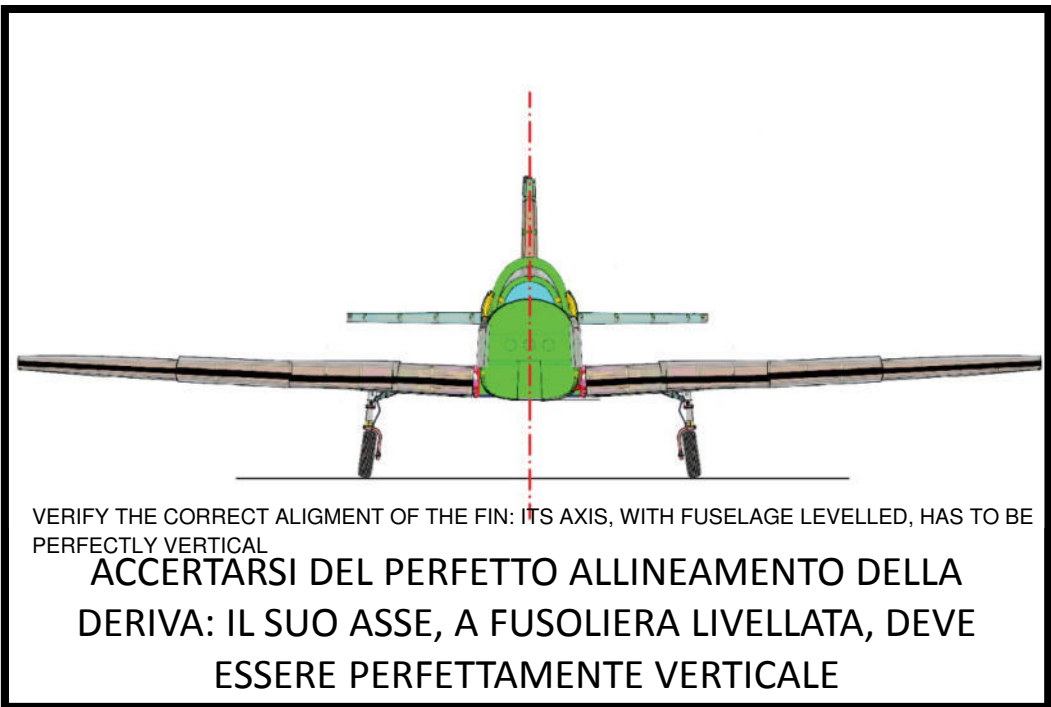 VERIFY THE CORRECT ALIGMENT OF THE FIN: ITS AXIS, WITH FUSELAGE LEVELLED, HAS TO BE
PERFECTLY VERTICAL
ACCERTARSI DEL PERFETTO ALLINEAMENTO DELLA
DERIVA: IL SUO ASSE, A FUSOLIERA LIVELLATA, DEVE
ESSERE PERFETTAMENTE VERTICALE